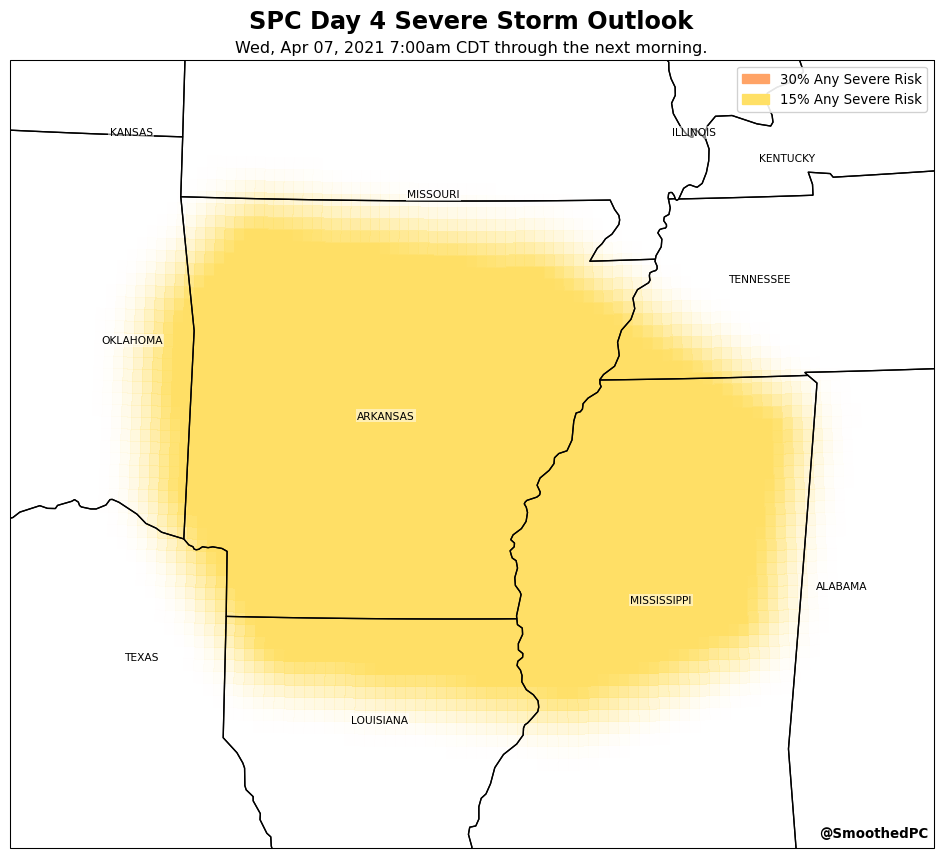 SPC Day 4 Severe Storm Outlook
Wed, Apr 07, 2021 7:00am CDT through the next morning.
30% Any Severe Risk
15% Any Severe Risk
KANSAS
ILLINOIS
KENTUCKY
MISSOURI
TENNESSEE
OKLAHOMA
ARKANSAS
ALABAMA
MISSISSIPPI
TEXAS
LOUISIANA
@SmoothedPC